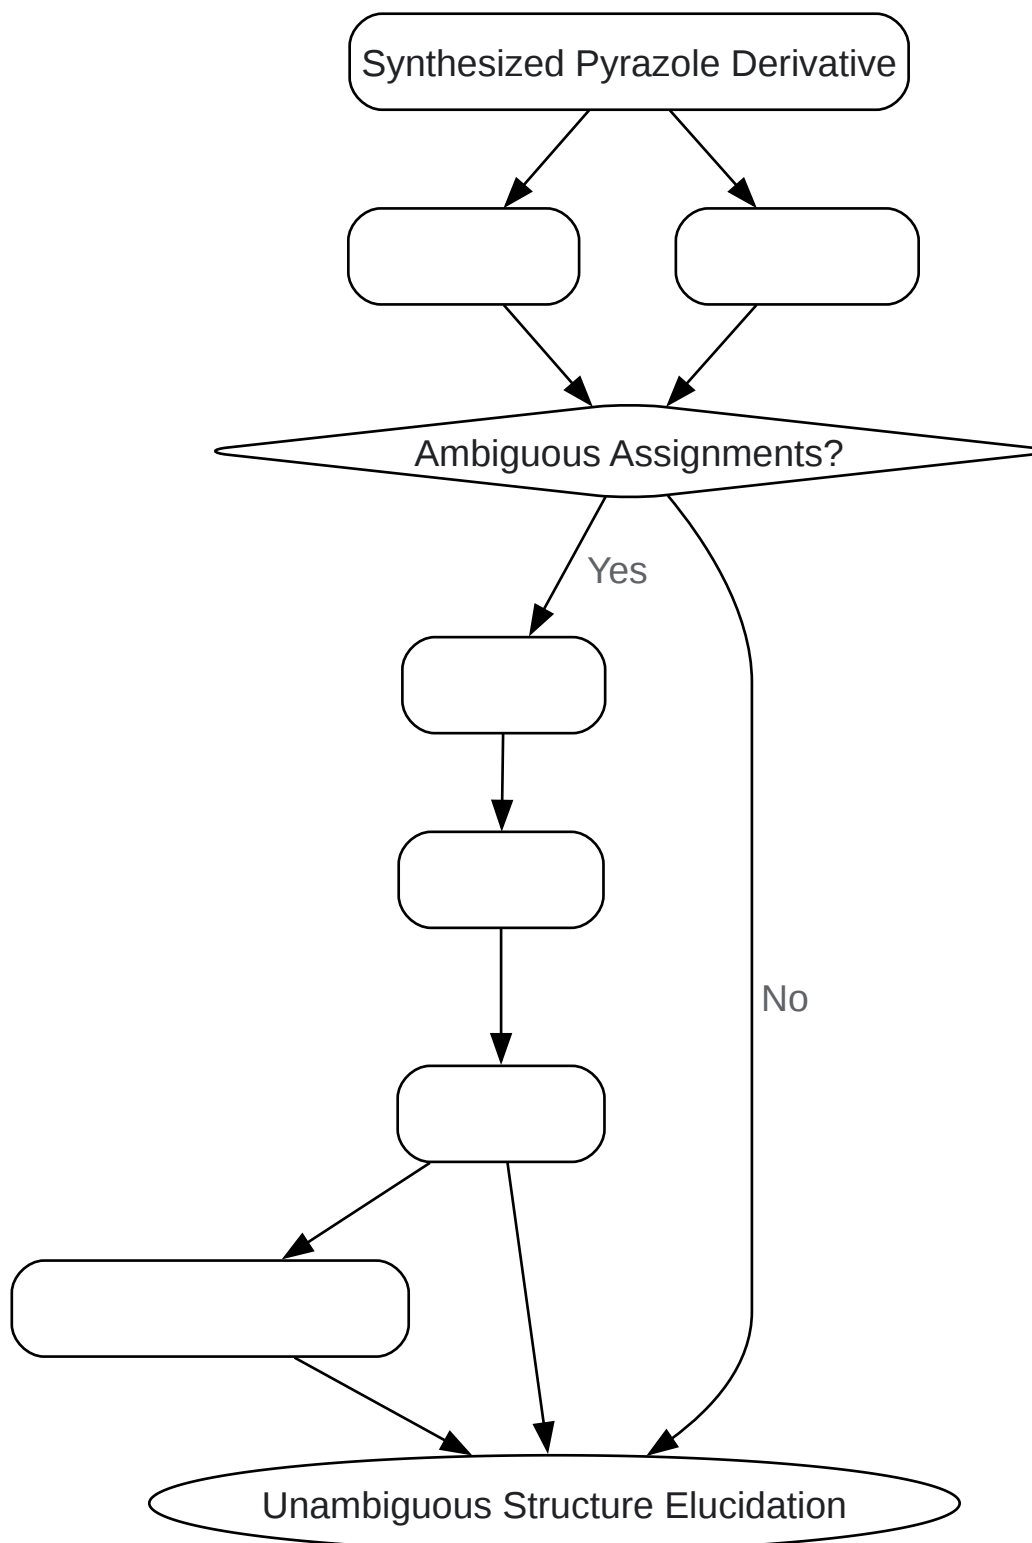 Synthesized Pyrazole Derivative
Ambiguous Assignments?
Yes
No
Unambiguous Structure Elucidation